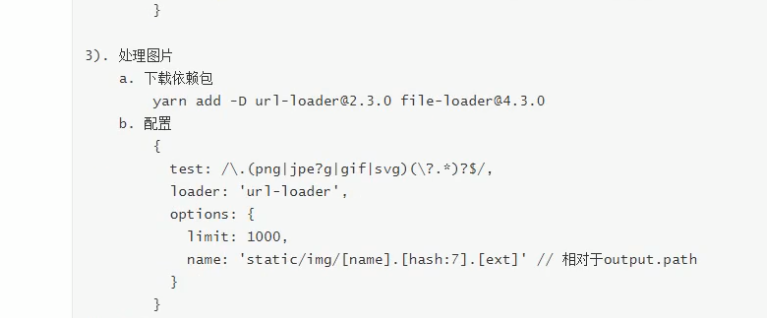 }
3). 处理图片
a. 下载依赖包
yarn add -D url-loader@2.3.0 file-loader@4.3.0
b. 配置
{
test: /\.(png|jpe?g|gif|svg)(\?.*)?$/,
loader: 'url-loader',
options: {
limit: 1000,
name: 'static/img/[name].[hash:7].[ext]' // 相对于output.path
}
}